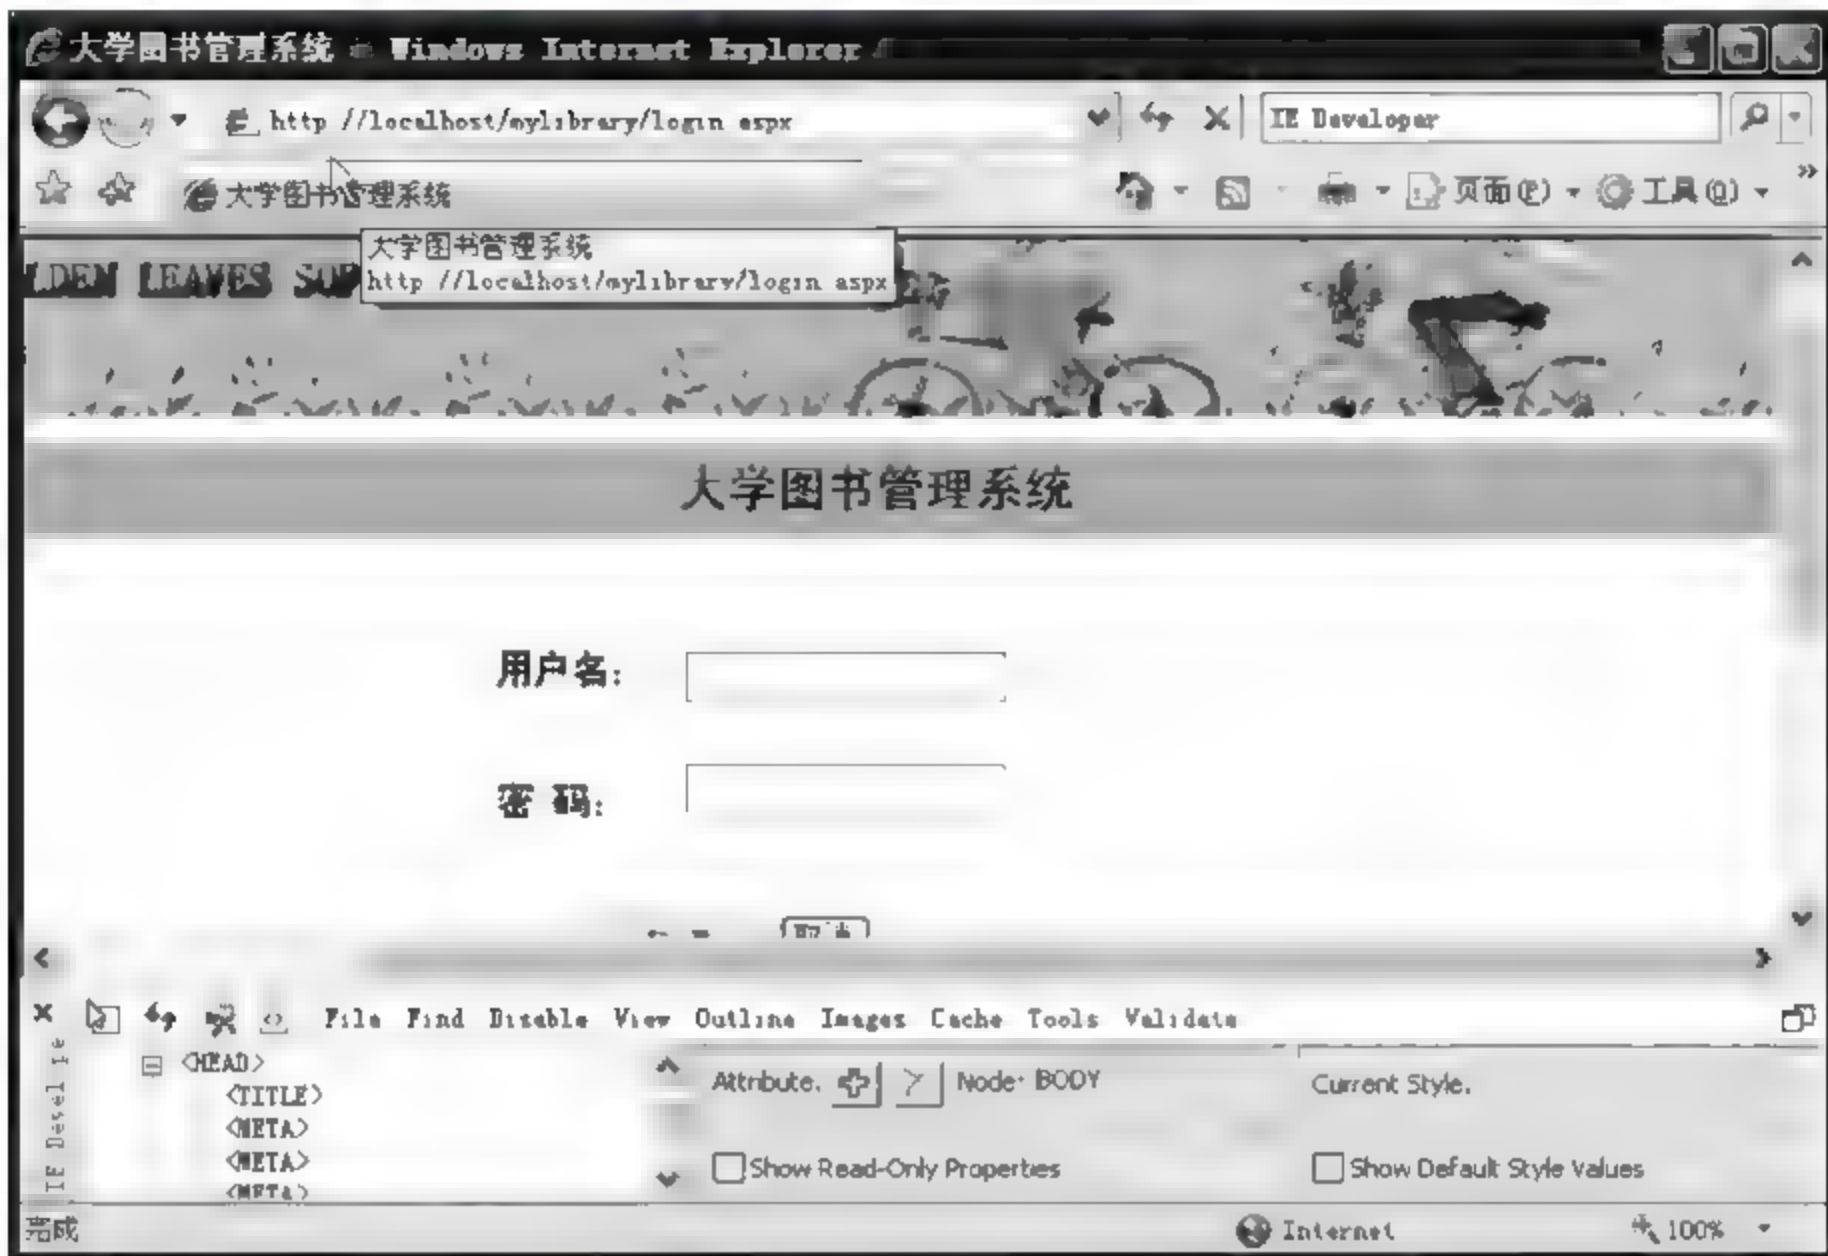 大学图书管理系统 - Windows Internet Explorer
http://localhost/mylibrary/login.aspx
IE Developer
大学图书管理系统
页面(P)
工具(O)
大学图书管理系统
http://localhost/mylibrary/login.aspx
LDEN LEAVES SOF
大学图书管理系统
用户名:
密 码:
File Find Disable View Outline Images Cache Tools Validate
<HEAD>
<TITLE>
<META>
<META>
<META>
Attribute:
Node: BODY
Current Style:
Show Read-Only Properties
Show Default Style Values
完成
Internet
100%